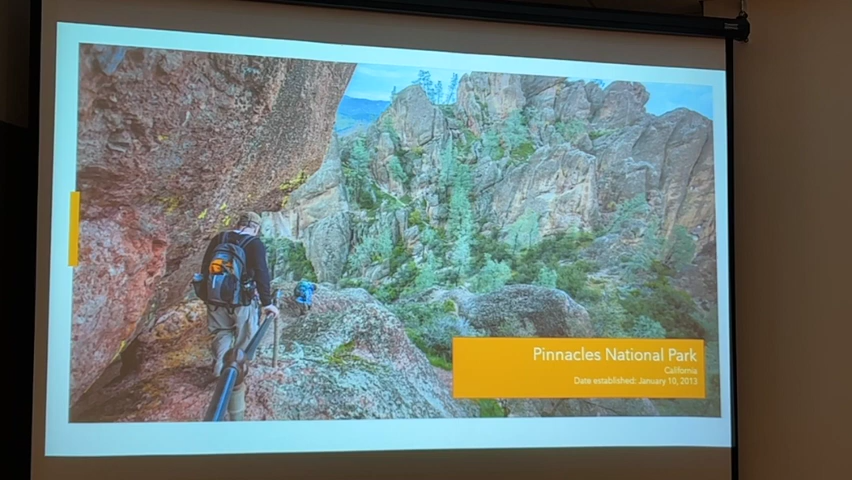 Pinnacles National Park
California
Date established: January 10, 2013